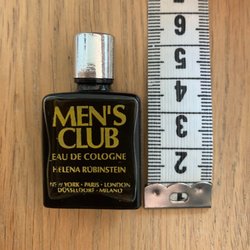 MEN'S
CLUB
EAU DE COLOGNE
HELENA RUBINSTEIN
NEW YORK - PARIS - LONDON
DÜSSELDORF - MILANO
6
5
4
3
2